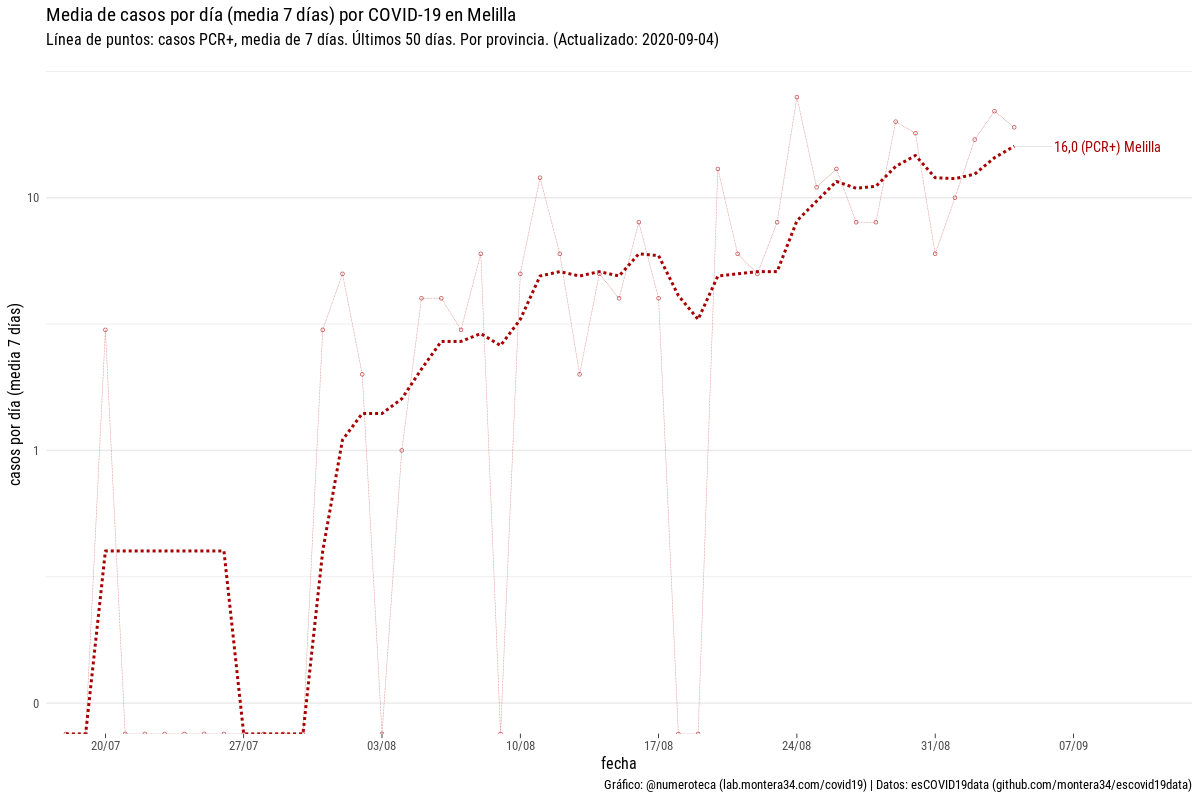 Media de casos por día (media 7 días) por COVID-19 en Melilla
Línea de puntos: casos PCR+, media de 7 días. Últimos 50 días. Por provincia. (Actualizado: 2020-09-04)
casos por día (media 7 días)
10
1
0
16,0 (PCR+) Melilla
20/07 27/07 03/08 10/08 17/08 24/08 31/08 07/09
fecha
Gráfico: @numeroteca (lab.montera34.com/covid19) | Datos: esCOVID19data (github.com/montera34/escovid19data)